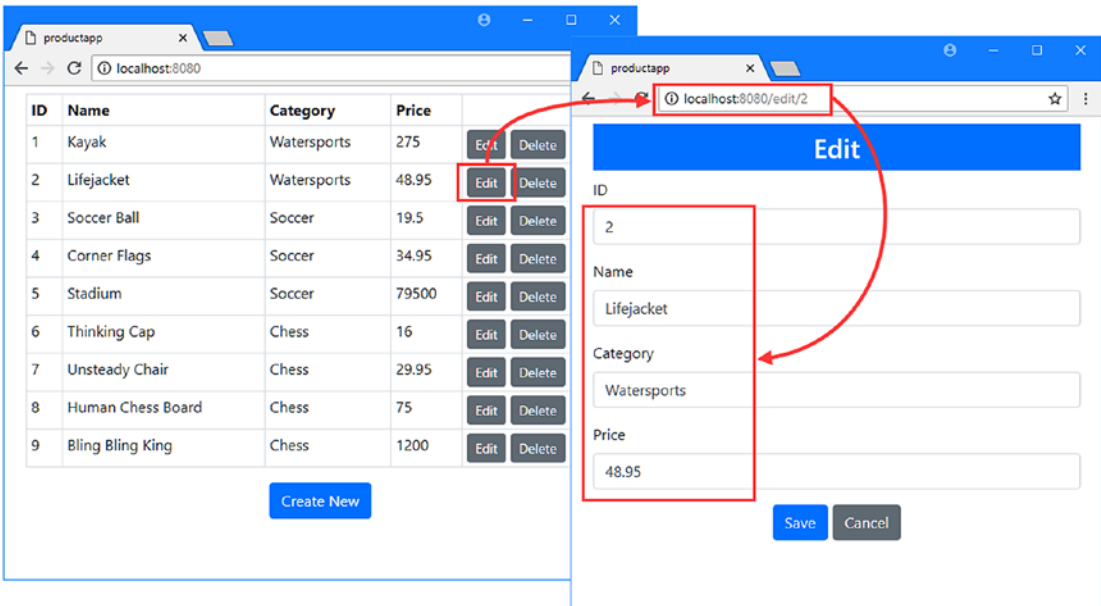 productapp
localhost:8080
ID Name Category Price
1 Kayak Watersports 275 Edit Delete
2 Lifejacket Watersports 48.95 Edit Delete
3 Soccer Ball Soccer 19.5 Edit Delete
4 Corner Flags Soccer 34.95 Edit Delete
5 Stadium Soccer 79500 Edit Delete
6 Thinking Cap Chess 16 Edit Delete
7 Unsteady Chair Chess 29.95 Edit Delete
8 Human Chess Board Chess 75 Edit Delete
9 Bling Bling King Chess 1200 Edit Delete
Create New
productapp
localhost:8080/edit/2
Edit
ID
2
Name
Lifejacket
Category
Watersports
Price
48.95
Save Cancel